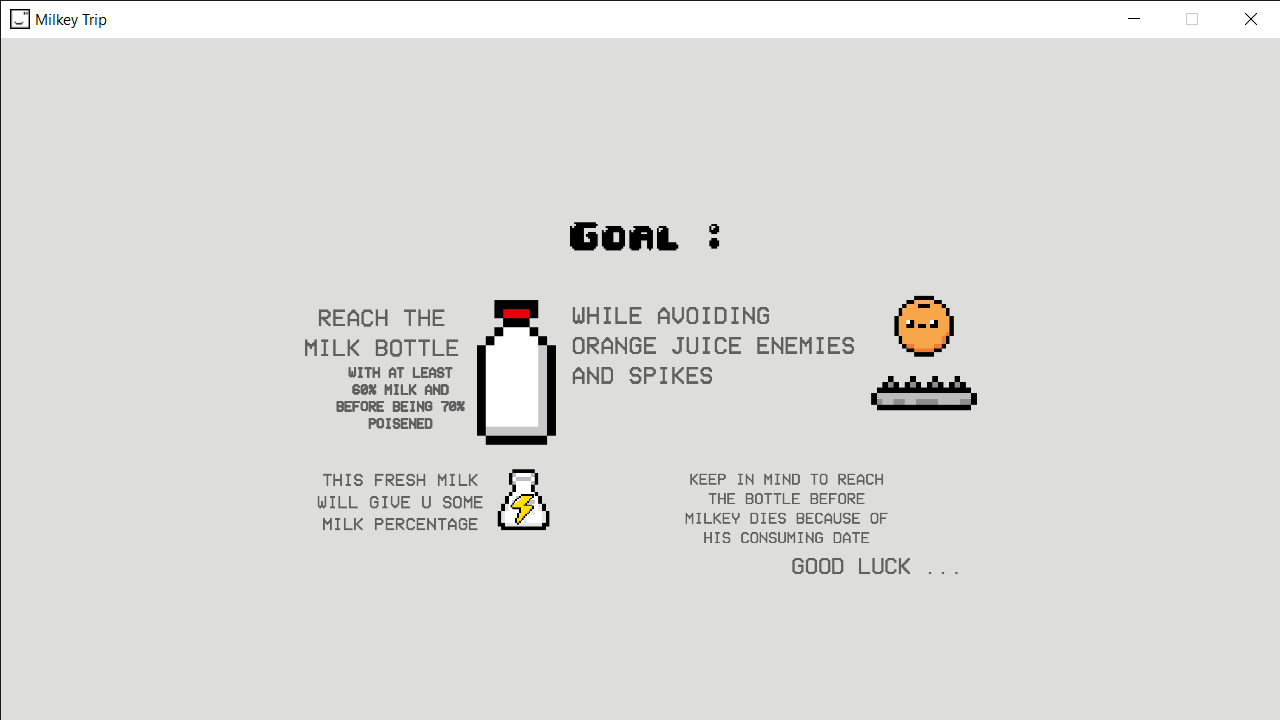 Milkey Trip
GOAL :
REACH THE
MILK BOTTLE
WITH AT LEAST
60% MILK AND
BEFORE BEING 70%
POISENED
WHILE AVOIDING
ORANGE JUICE ENEMIES
AND SPIKES
THIS FRESH MILK
WILL GIVE U SOME
MILK PERCENTAGE
KEEP IN MIND TO REACH
THE BOTTLE BEFORE
MILKEY DIES BECAUSE OF
HIS CONSUMING DATE
GOOD LUCK ...